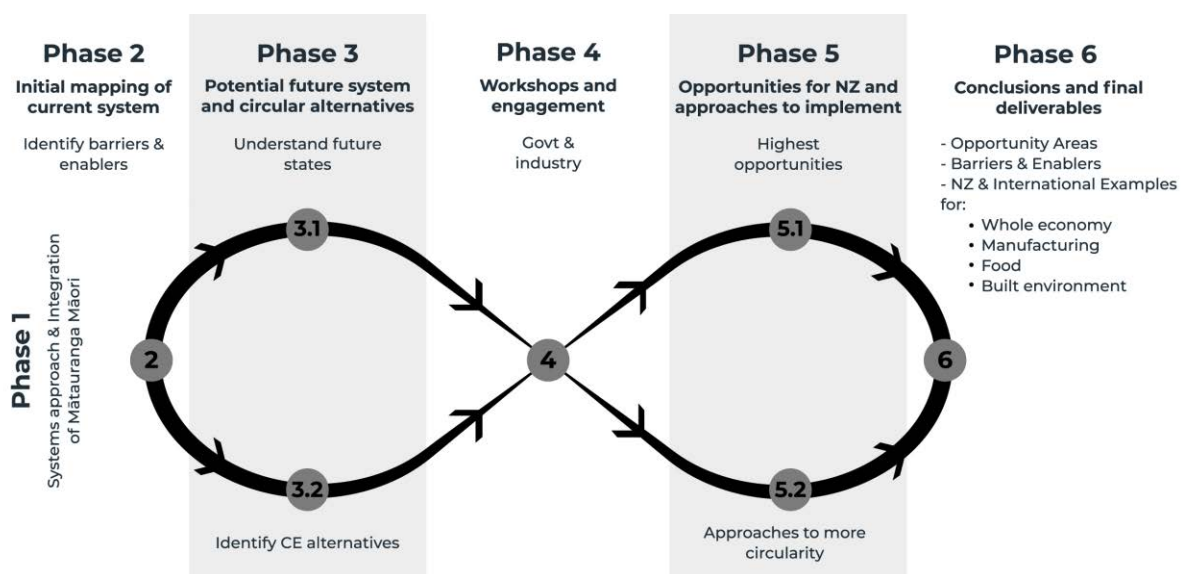 Phase 1
Systems approach & Integration
of Mātauranga Māori
Phase 2
Initial mapping of
current system
Identify barriers &
enablers
2
Phase 3
Potential future system
and circular alternatives
Understand future
states
3.1
3.2
Identify CE alternatives
Phase 4
Workshops and
engagement
Govt &
industry
4
Phase 5
Opportunities for NZ and
approaches to implement
Highest
opportunities
5.1
5.2
Approaches to more
circularity
Phase 6
Conclusions and final
deliverables
- Opportunity Areas
- Barriers & Enablers
- NZ & International Examples
for:
• Whole economy
• Manufacturing
• Food
• Built environment
6